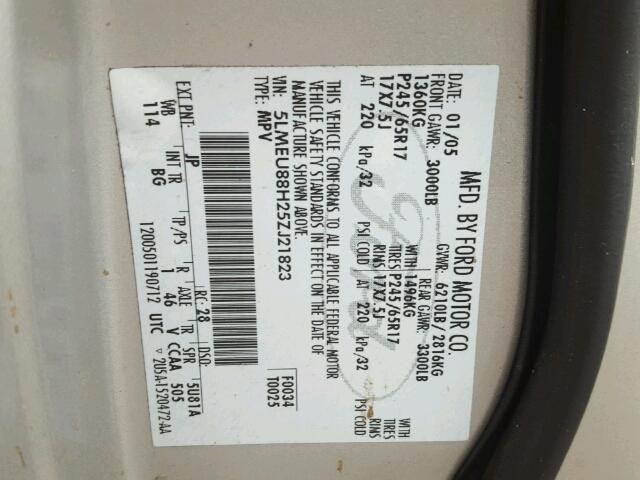 MFD. BY FORD MOTOR CO.
DATE: 01/05 GVWR: 6210LB / 2816KG
FRONT GAWR: 3000LB REAR GAWR: 3300LB
1360KG WITH 1496KG WITH
P245/65R17 TIRES P245/65R17 TIRES
17X7.5J RIMS 17X7.5J RIMS
AT 220 kPa/32 PSI COLD AT 220 kPa/32 PSI COLD
THIS VEHICLE CONFORMS TO ALL APPLICABLE FEDERAL MOTOR
VEHICLE SAFETY STANDARDS IN EFFECT ON THE DATE OF
MANUFACTURE SHOWN ABOVE.
VIN: 5LMEU88H25ZJ21823 F0034
TYPE: MPV T0025
Ford
EXT PNT: JP RC: 28 DSO:
WB INT TR TP/PS R AXLE TR SPR 5U81A
114 BG 1 46 V CCAA 505
1200501190712 UTC 2U5A-1520472-AA